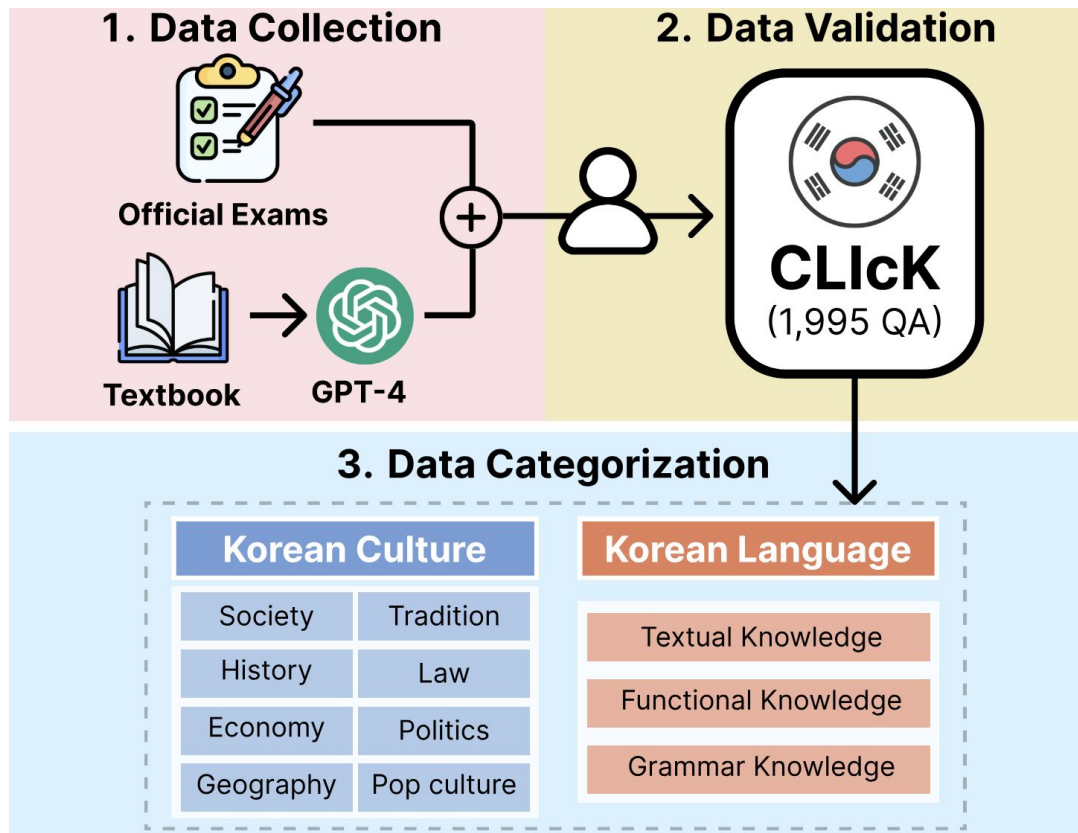 1. Data Collection
Official Exams
Textbook
GPT-4
2. Data Validation
CLIcK
(1,995 QA)
3. Data Categorization
Korean Culture
Society
Tradition
History
Law
Economy
Politics
Geography
Pop culture
Korean Language
Textual Knowledge
Functional Knowledge
Grammar Knowledge